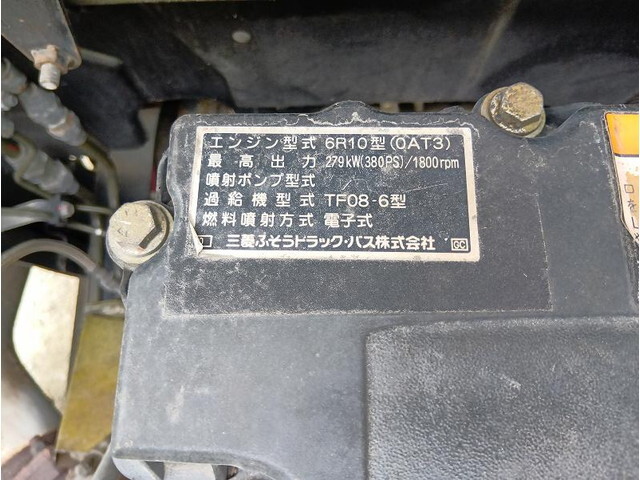 エンジン型式 6R10型(0AT3)
最高出力 279kW(380PS)/1800rpm
噴射ポンプ型式
過給機型式 TF08-6型
燃料噴射方式 電子式
三菱ふそうトラック・バス株式会社 GC